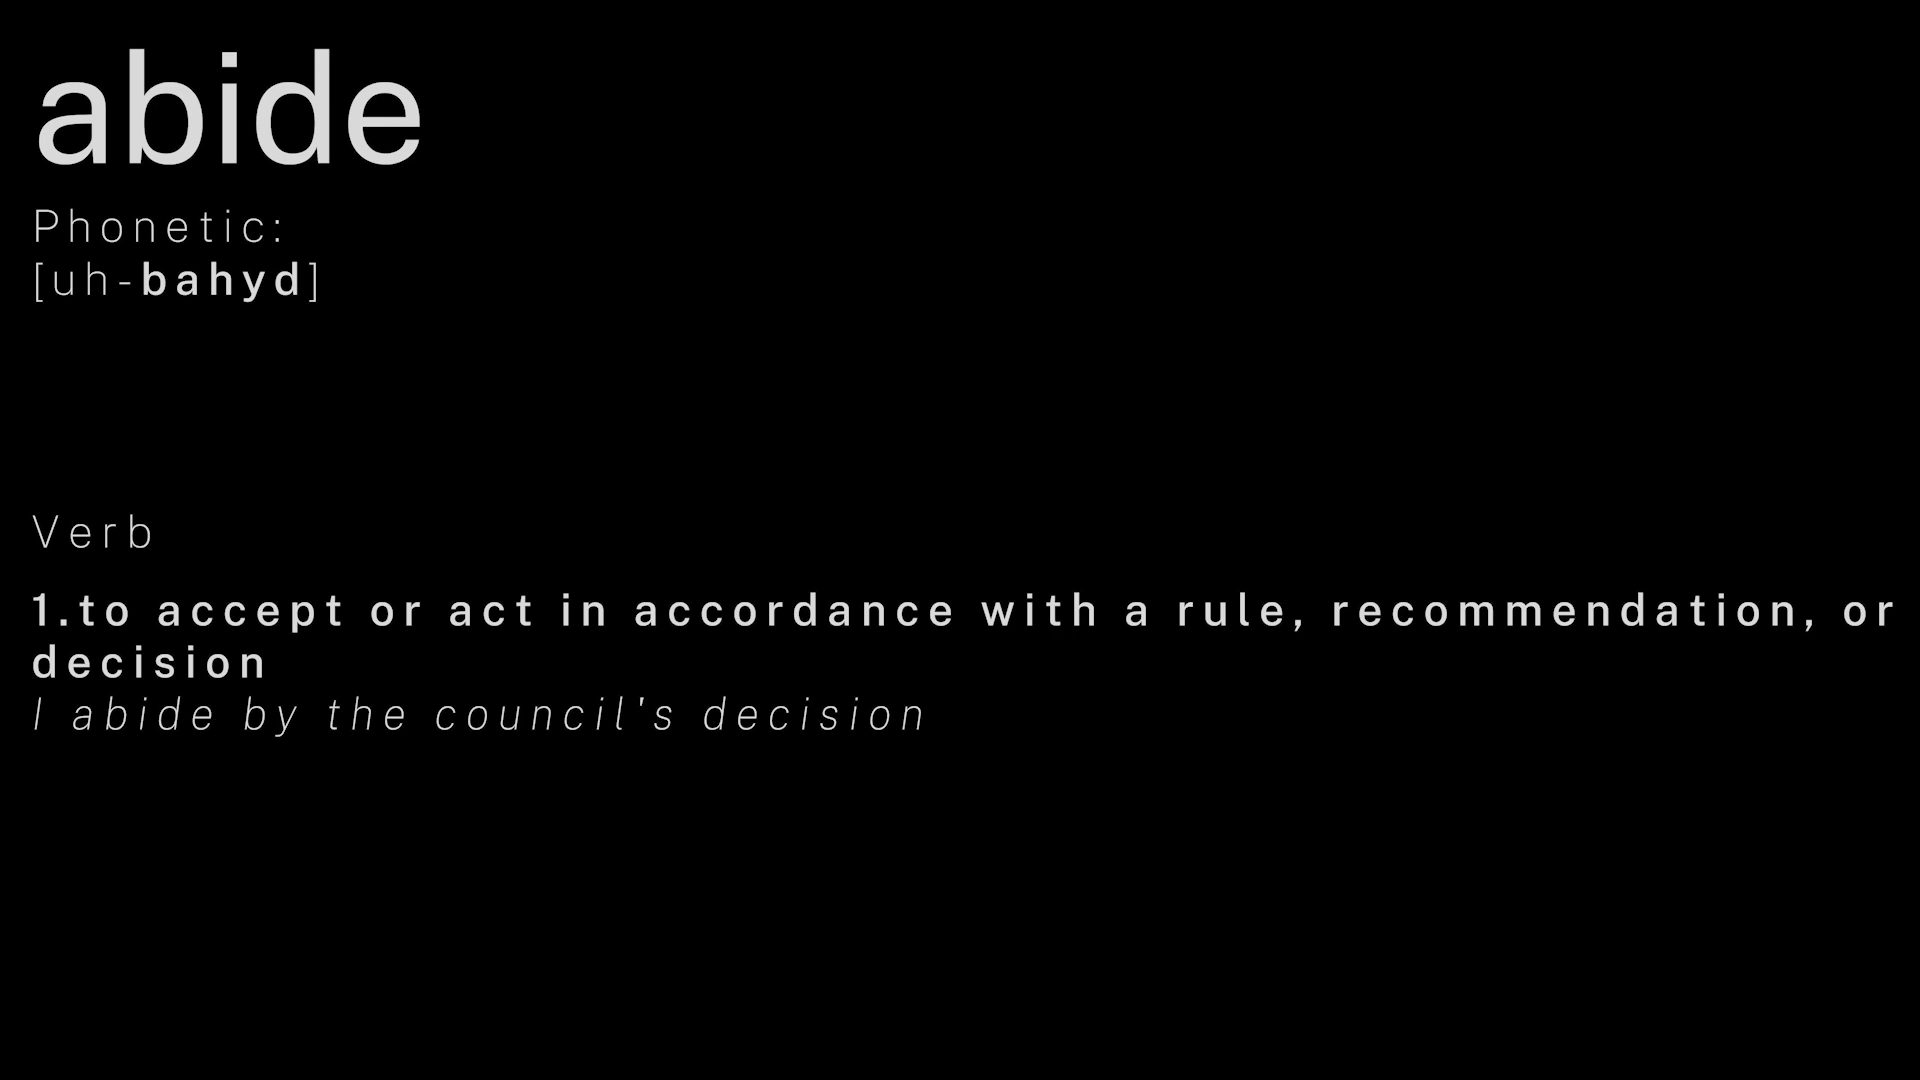 abide
Phonetic:
[uh-bahyd]
Verb
1.to accept or act in accordance with a rule, recommendation, or
decision
I abide by the council's decision